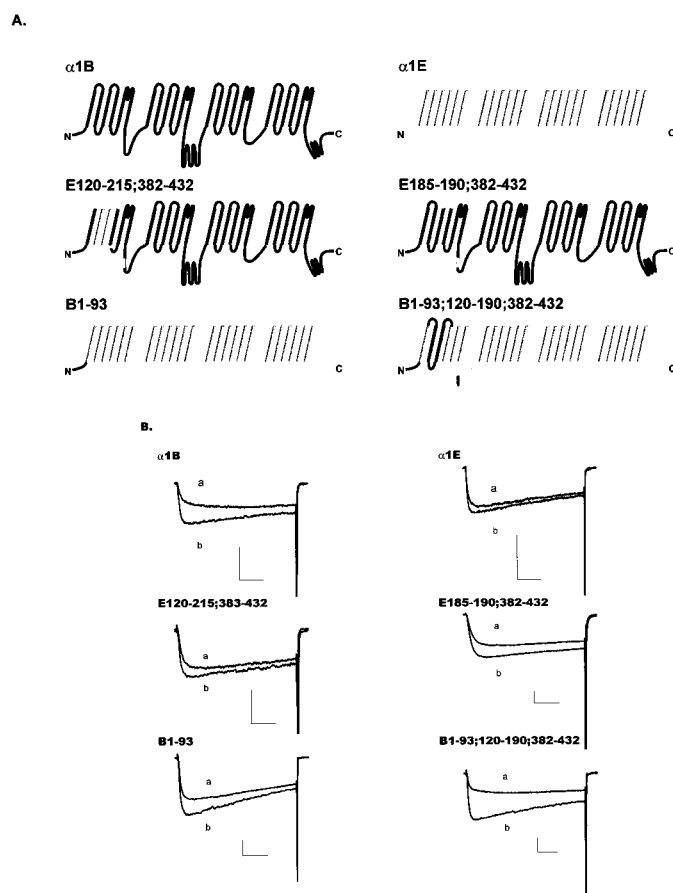 A.
α1B
α1E
N
C
N
C
E120-215;382-432
E185-190;382-432
N
C
N
C
B1-93
B1-93;120-190;382-432
N
C
N
C
B.
α1B
α1E
a
b
a
b
E120-215;383-432
E185-190;382-432
a
b
a
b
B1-93
B1-93;120-190;382-432
a
b
a
b